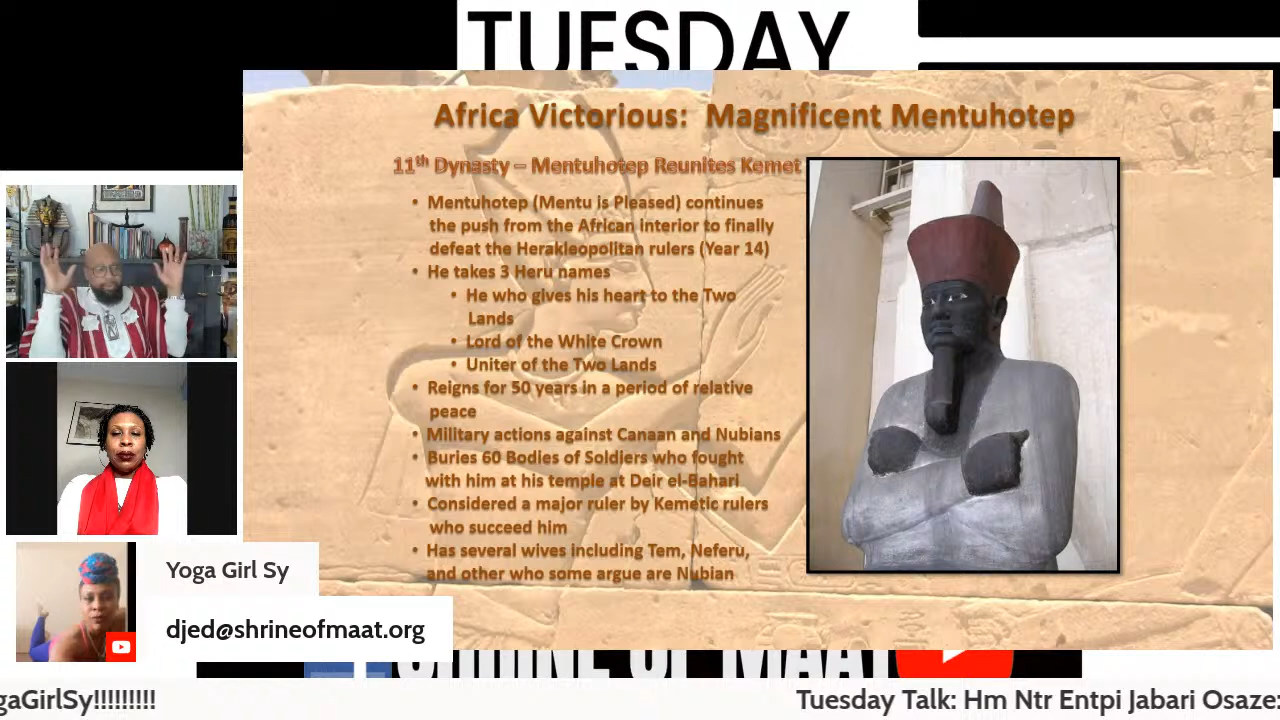 TUESDAY
Africa Victorious: Magnificent Mentuhotep
11th Dynasty – Mentuhotep Reunites Kemet
• Mentuhotep (Mentu is Pleased) continues
the push from the African interior to finally
defeat the Herakleopolitan rulers (Year 14)
• He takes 3 Heru names
• He who gives his heart to the Two
Lands
• Lord of the White Crown
• Uniter of the Two Lands
• Reigns for 50 years in a period of relative
peace
• Military actions against Canaan and Nubians
• Buries 60 Bodies of Soldiers who fought
with him at his temple at Deir el-Bahari
• Considered a major ruler by Kemetic rulers
who succeed him
• Has several wives including Tem, Neferu,
and other who some argue are Nubian
Yoga Girl Sy
djed@shrineofmaat.org
SHRINE OF MAAT
gaGirlSy!!!!!!!!! Tuesday Talk: Hm Ntr Entpi Jabari Osaze: